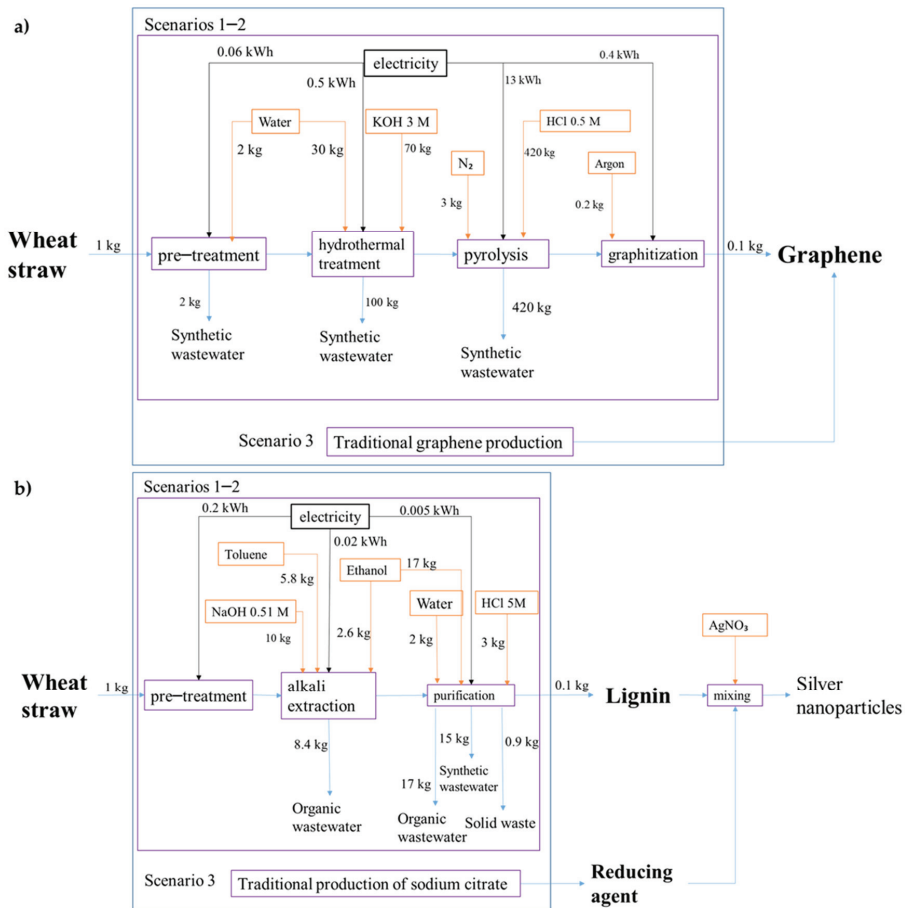 a)
Scenarios 1−2
0.06 kWh
electricity
0.4 kWh
0.5 kWh
13 kWh
Water
KOH 3 M
HCl 0.5 M
2 kg
30 kg
70 kg
N₂
420 kg
Argon
3 kg
0.2 kg
Wheat
straw
1 kg
pre−treatment
hydrothermal
treatment
pyrolysis
graphitization
0.1 kg
Graphene
2 kg
100 kg
420 kg
Synthetic
wastewater
Synthetic
wastewater
Synthetic
wastewater
Scenario 3
Traditional graphene production
b)
Scenarios 1−2
0.2 kWh
electricity
0.005 kWh
0.02 kWh
Toluene
5.8 kg
Ethanol
17 kg
NaOH 0.51 M
10 kg
2.6 kg
Water
2 kg
HCl 5M
3 kg
AgNO₃
Wheat
straw
1 kg
pre−treatment
alkali
extraction
purification
0.1 kg
Lignin
mixing
Silver
nanoparticles
8.4 kg
15 kg
0.9 kg
17 kg
Organic
wastewater
Synthetic
wastewater
Organic
wastewater
Solid waste
Scenario 3
Traditional production of sodium citrate
Reducing
agent